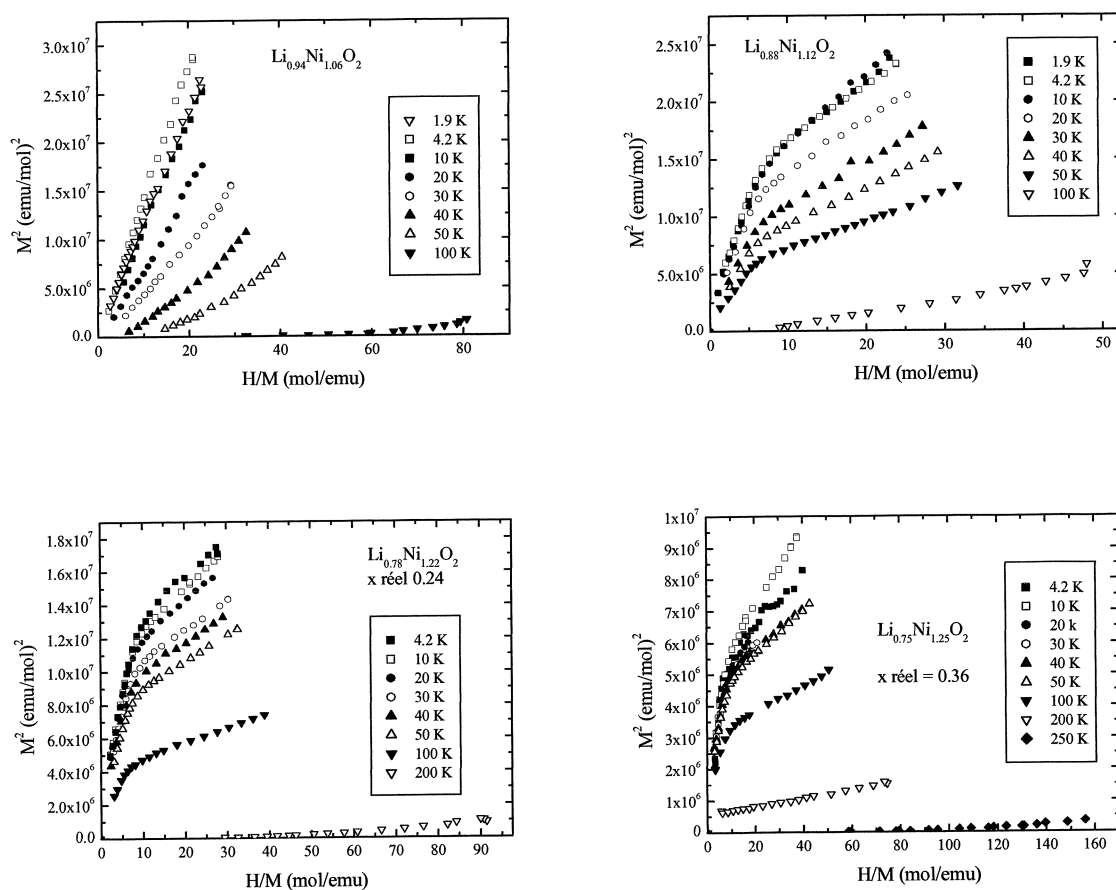 Li0.94Ni1.06O2
3.0x10^7
2.5x10^7
2.0x10^7
1.5x10^7
1.0x10^7
5.0x10^6
0.0
M^2 (emu/mol)^2
1.9 K
4.2 K
10 K
20 K
30 K
40 K
50 K
100 K
0 20 40 60 80
H/M (mol/emu)
Li0.88Ni1.12O2
2.5x10^7
2.0x10^7
1.5x10^7
1.0x10^7
5.0x10^6
0.0
M^2 (emu/mol)^2
1.9 K
4.2 K
10 K
20 K
30 K
40 K
50 K
100 K
0 10 20 30 40 50
H/M (mol/emu)
Li0.78Ni1.22O2
x réel 0.24
1.8x10^7
1.6x10^7
1.4x10^7
1.2x10^7
1.0x10^7
8.0x10^6
6.0x10^6
4.0x10^6
2.0x10^6
0.0
M^2 (emu/mol)^2
4.2 K
10 K
20 K
30 K
40 K
50 K
100 K
200 K
0 10 20 30 40 50 60 70 80 90
H/M (mol/emu)
1x10^7
9x10^6
8x10^6
7x10^6
6x10^6
5x10^6
4x10^6
3x10^6
2x10^6
1x10^6
0
M^2 (emu/mol)^2
Li0.75Ni1.25O2
x réel = 0.36
4.2 K
10 K
20 k
30 K
40 K
50 K
100 K
200 K
250 K
0 20 40 60 80 100 120 140 160
H/M (mol/emu)